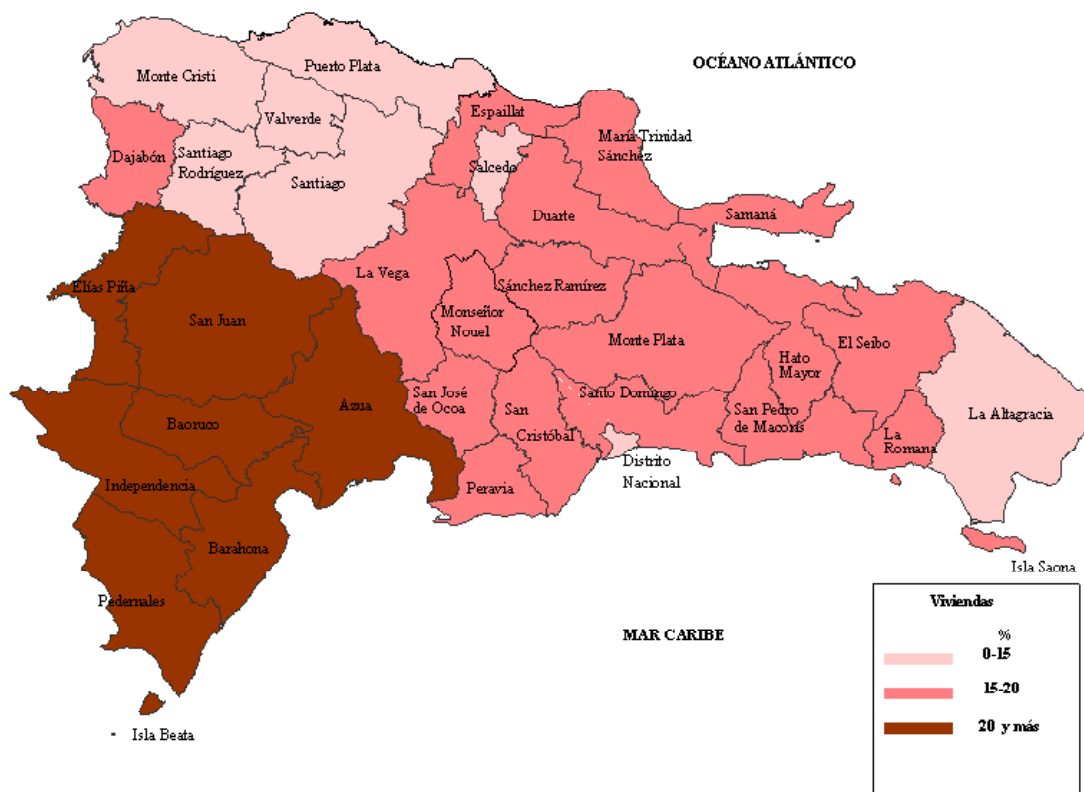 OCÉANO ATLÁNTICO
Puerto Plata
Monte Cristi
Espaillat
Valverde
María Trinidad
Sánchez
Dajabón
Santiago
Rodríguez
Salcedo
Santiago
Duarte
Samaná
La Vega
Elías Piña
Sánchez Ramírez
San Juan
Monseñor
Nouel
Monte Plata
El Seibo
Hato
Mayor
San José
de Ocoa
Santo Domingo
Azua
San
Cristóbal
San Pedro
de Macorís
La Altagracia
Baoruco
La
Romana
Distrito
Nacional
Independencia
Peravia
Barahona
Isla Saona
Pedernales
MAR CARIBE
Isla Beata
Viviendas
%
0-15
15-20
20 y más